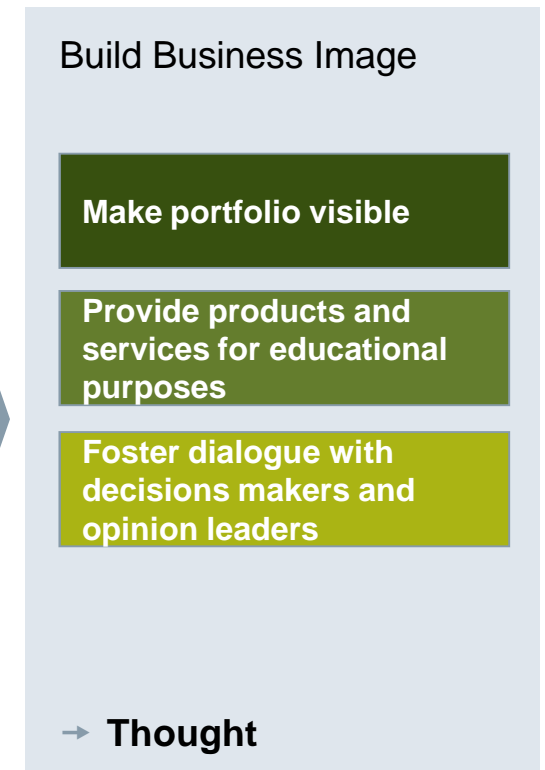 Build Business Image
Make portfolio visible
Provide products and
services for educational
purposes
Foster dialogue with
decisions makers and
opinion leaders
→ Thought